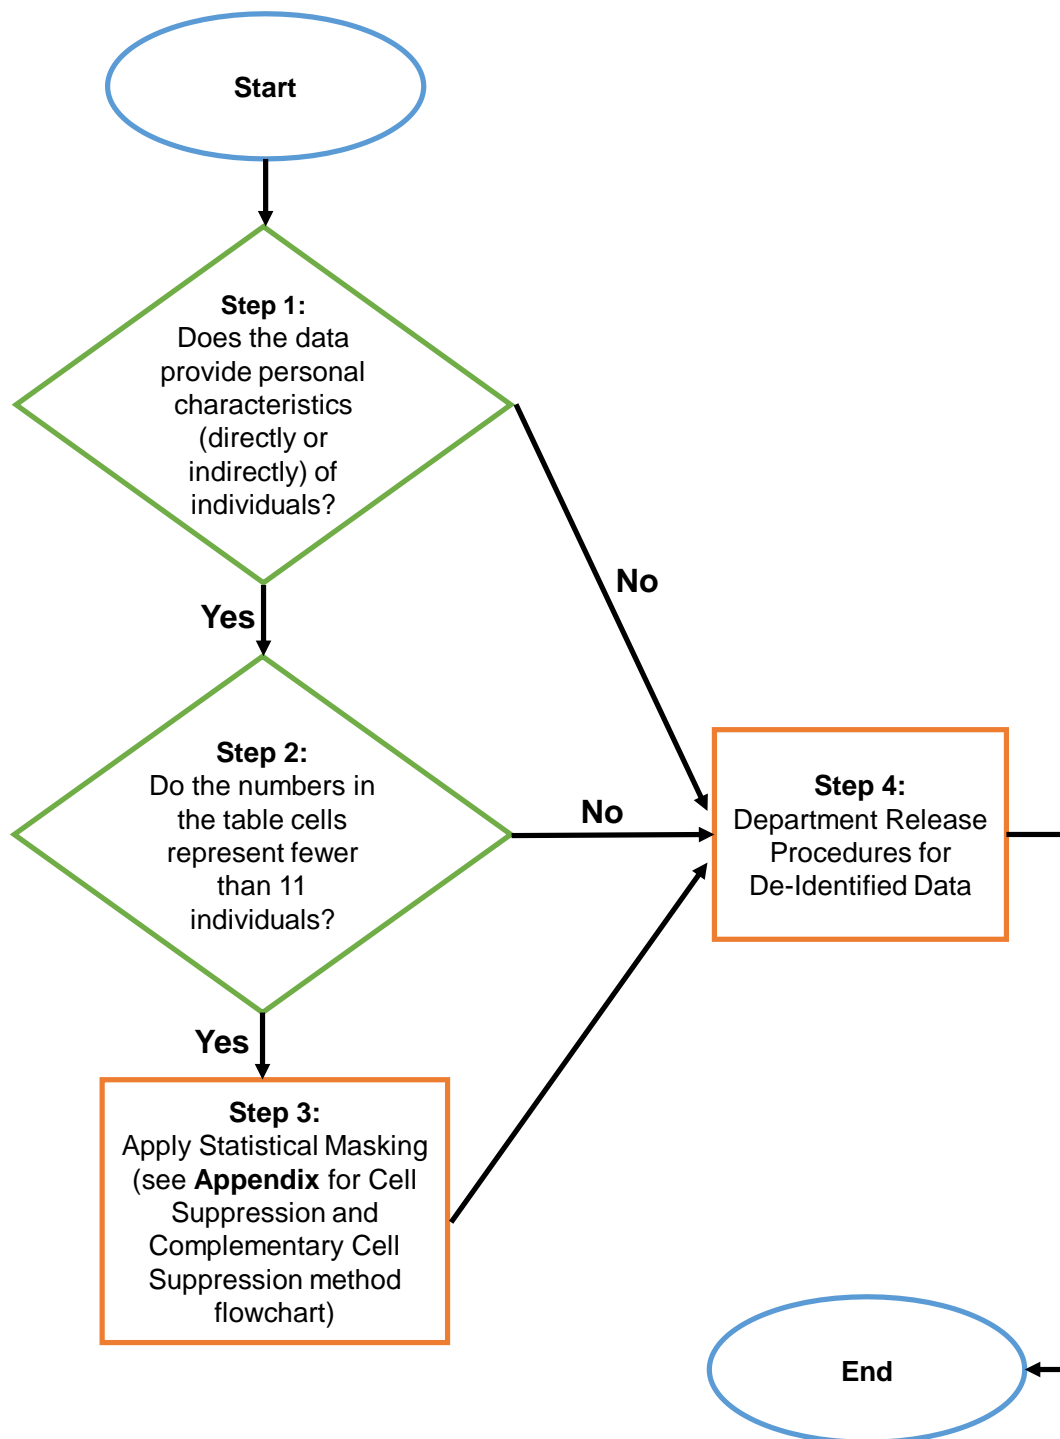 Start
Step 1:
Does the data
provide personal
characteristics
(directly or
indirectly) of
individuals?
No
Yes
Step 2:
Do the numbers in
the table cells
represent fewer
than 11
individuals?
No
Step 4:
Department Release
Procedures for
De-Identified Data
Yes
Step 3:
Apply Statistical Masking
(see Appendix for Cell
Suppression and
Complementary Cell
Suppression method
flowchart)
End